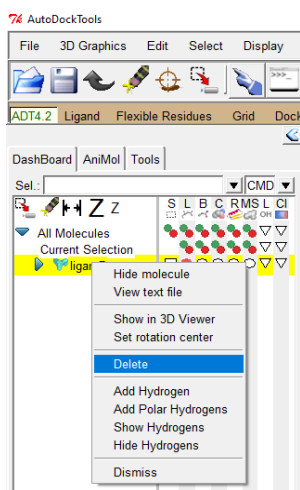 AutoDockTools
File 3D Graphics Edit Select Display
ADT4.2 Ligand Flexible Residues Grid Dock
DashBoard AniMol Tools
Sel.: CMD
Z Z S L B C R MS L Cl
All Molecules
Current Selection
Hide molecule
View text file
Show in 3D Viewer
Set rotation center
Delete
Add Hydrogen
Add Polar Hydrogens
Show Hydrogens
Hide Hydrogens
Dismiss